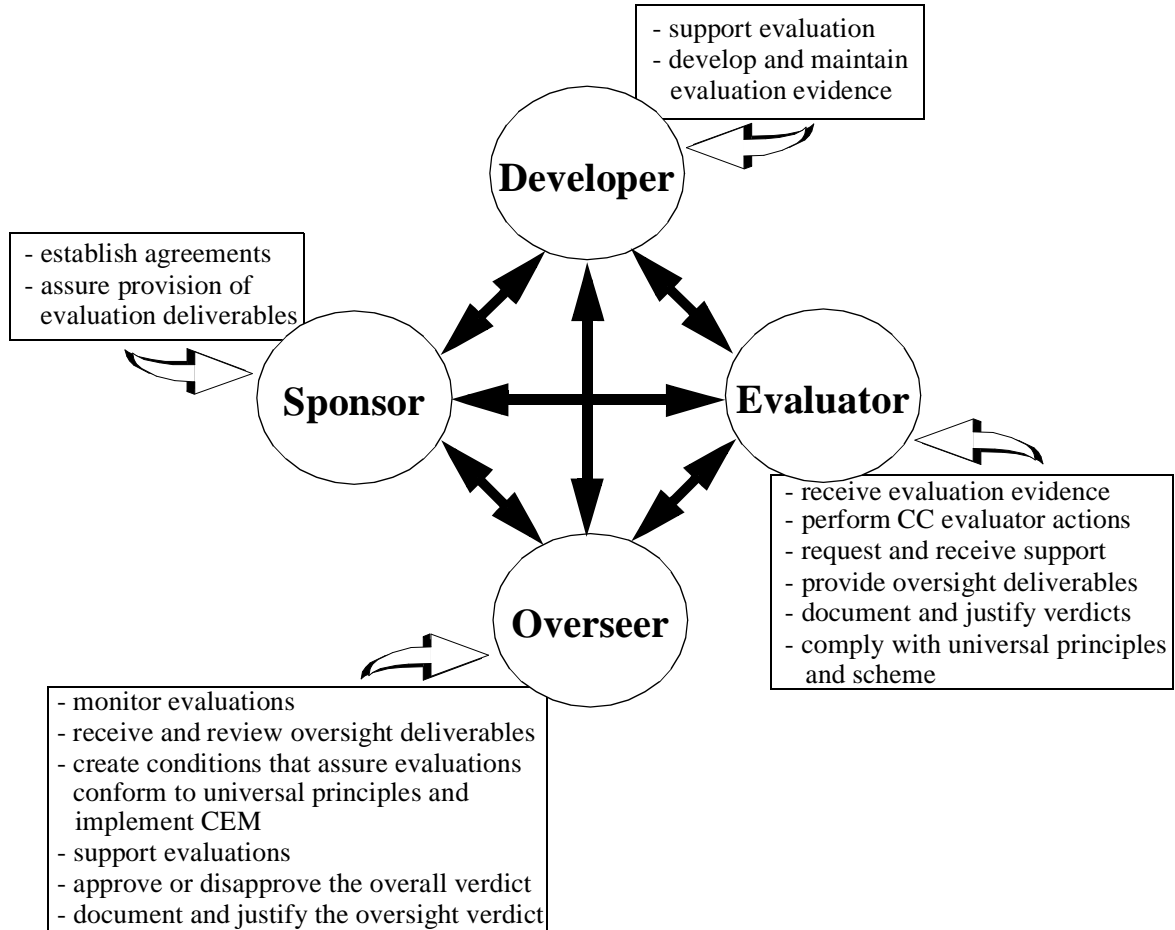 - support evaluation
- develop and maintain
evaluation evidence
Developer
- establish agreements
- assure provision of
evaluation deliverables
Sponsor
Evaluator
- receive evaluation evidence
- perform CC evaluator actions
- request and receive support
- provide oversight deliverables
- document and justify verdicts
- comply with universal principles
and scheme
Overseer
- monitor evaluations
- receive and review oversight deliverables
- create conditions that assure evaluations
conform to universal principles and
implement CEM
- support evaluations
- approve or disapprove the overall verdict
- document and justify the oversight verdict